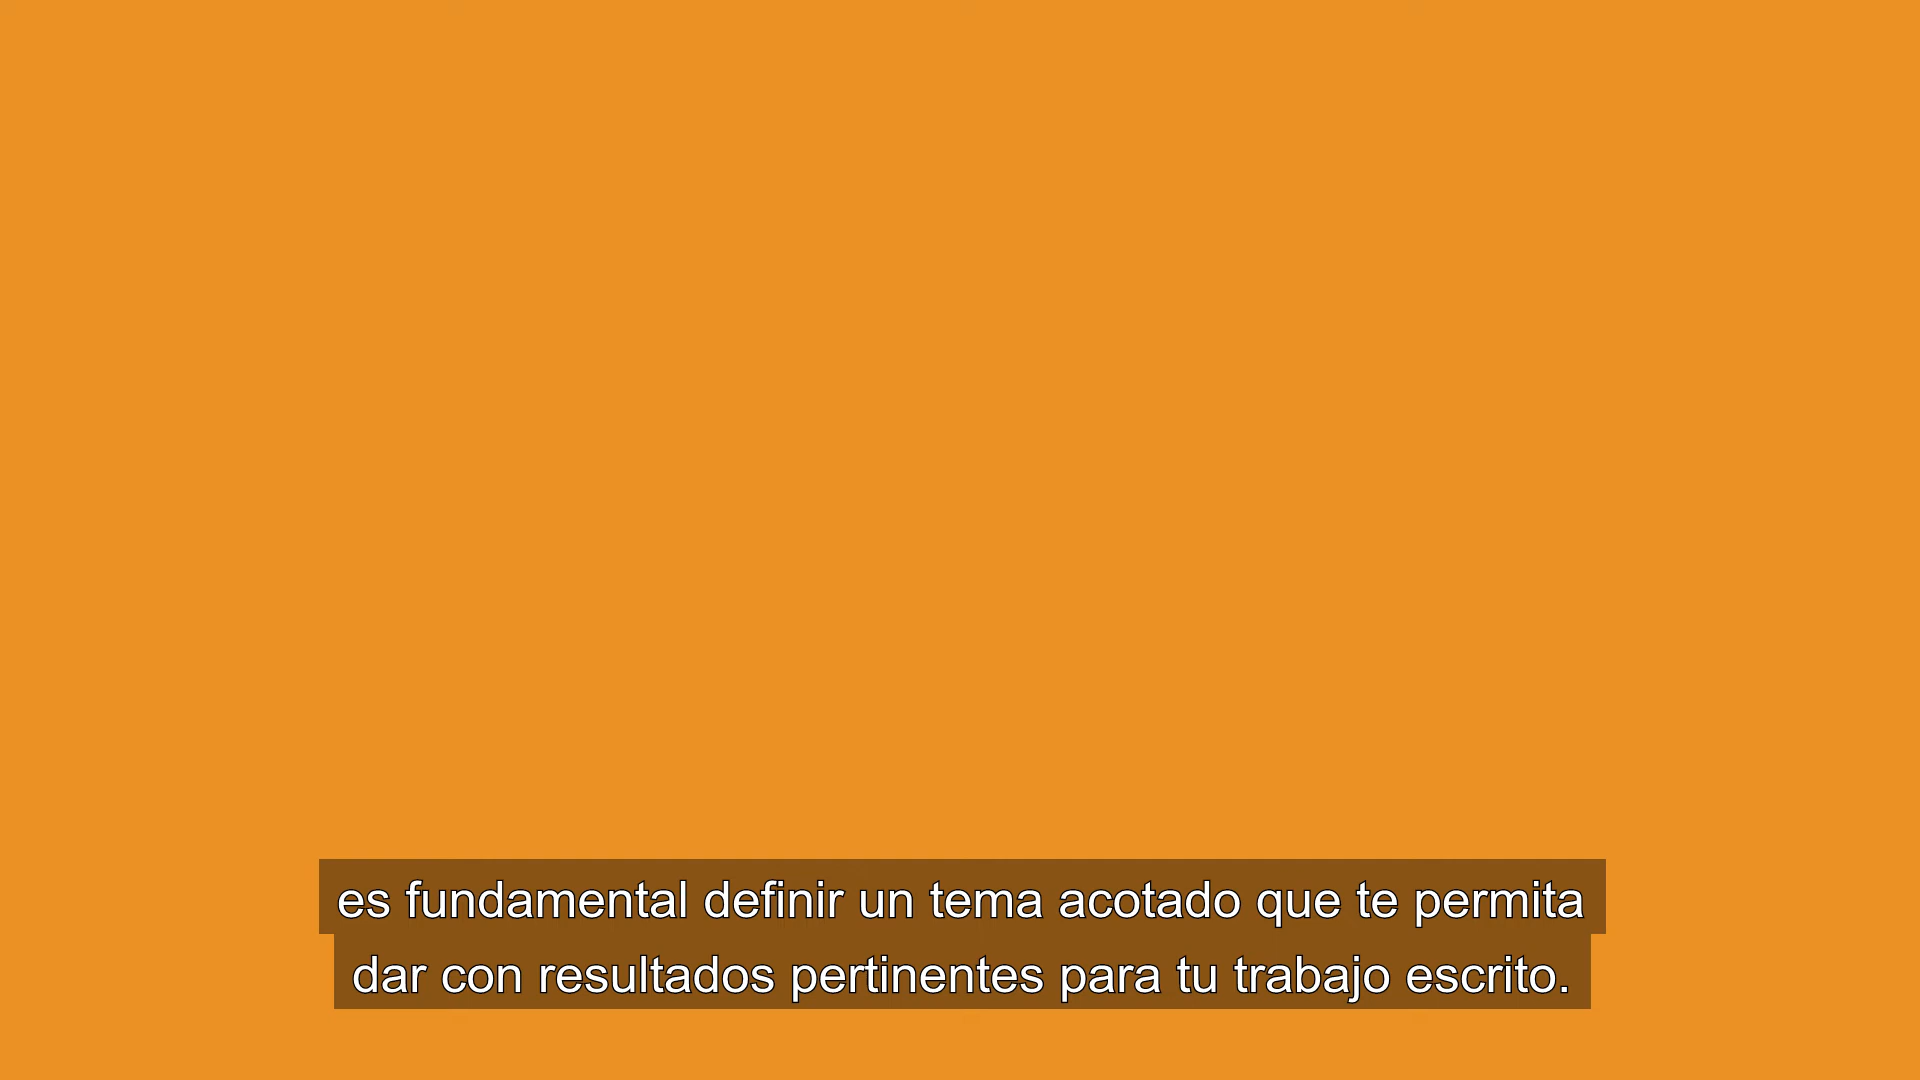 es fundamental definir un tema acotado que te permita
dar con resultados pertinentes para tu trabajo escrito.